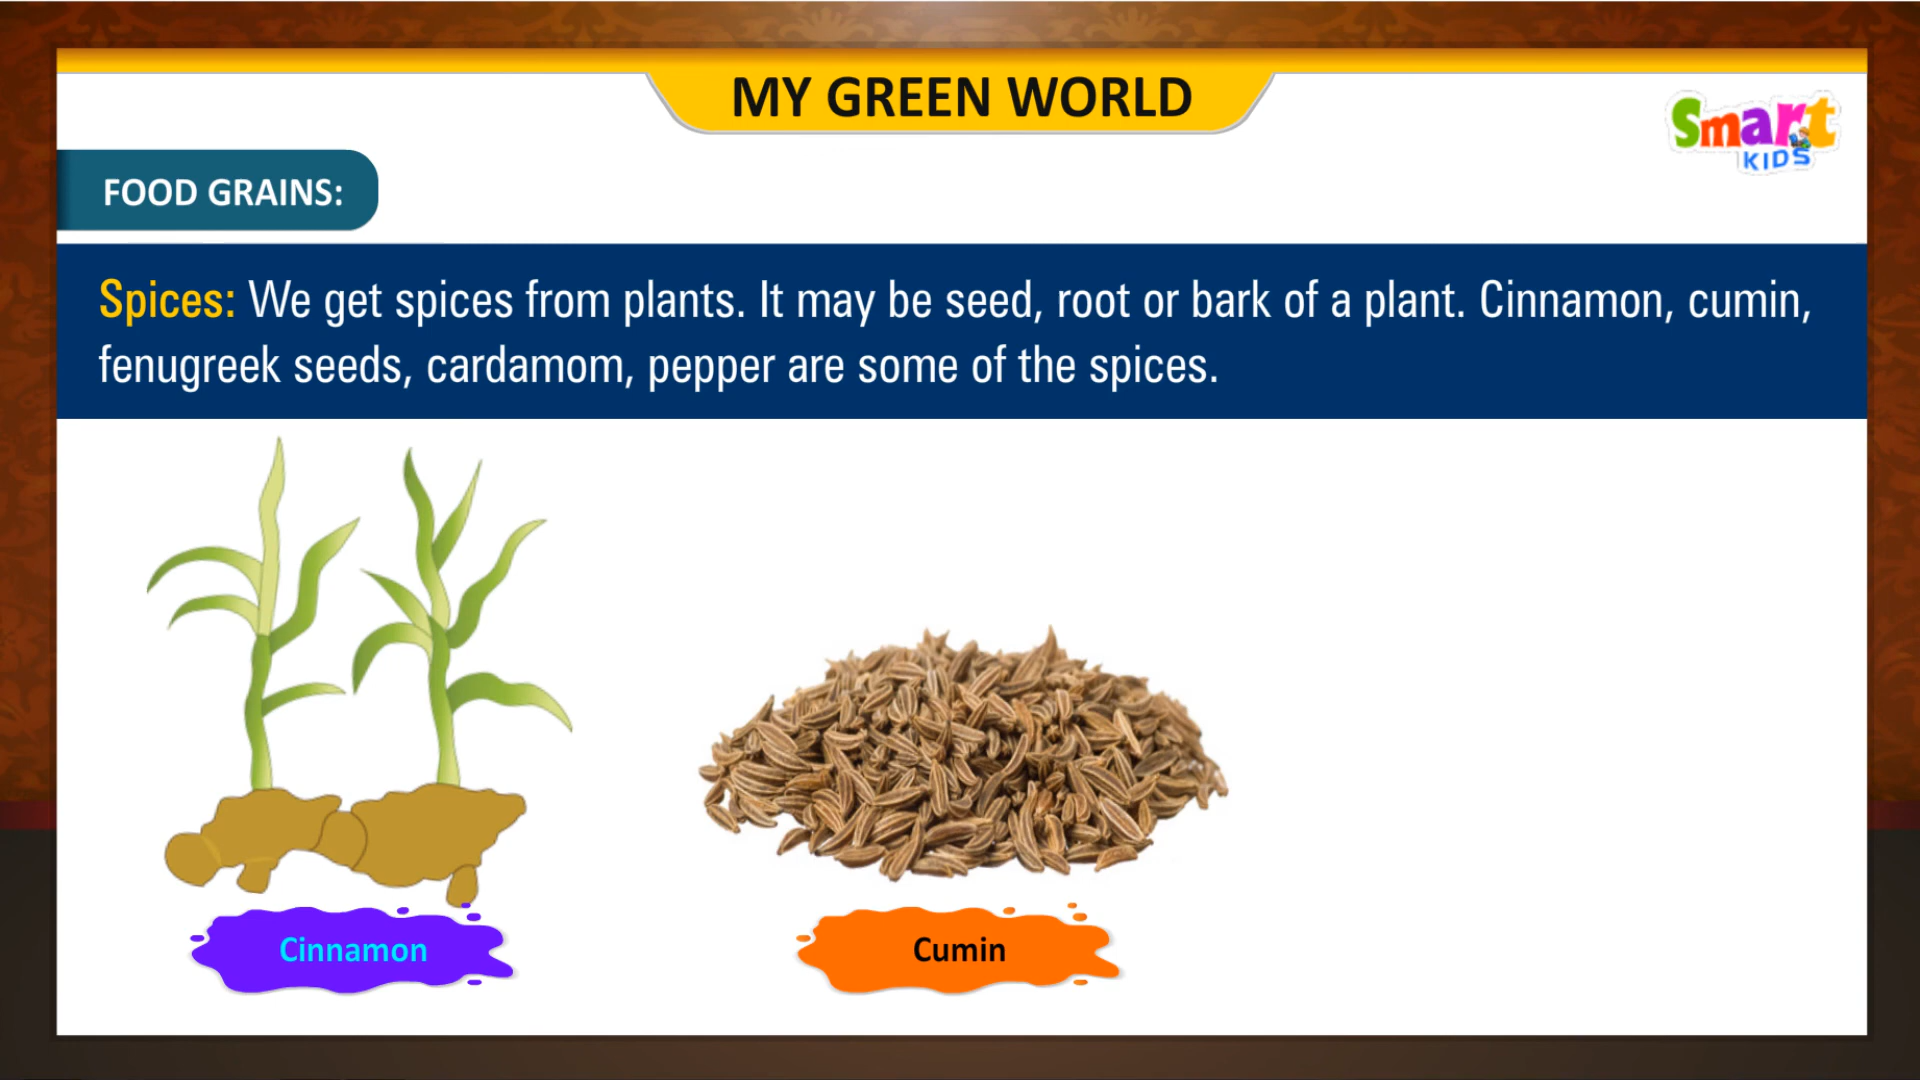 MY GREEN WORLD
Smart
KIDS
FOOD GRAINS:
Spices: We get spices from plants. It may be seed, root or bark of a plant. Cinnamon, cumin,
fenugreek seeds, cardamom, pepper are some of the spices.
Cinnamon
Cumin